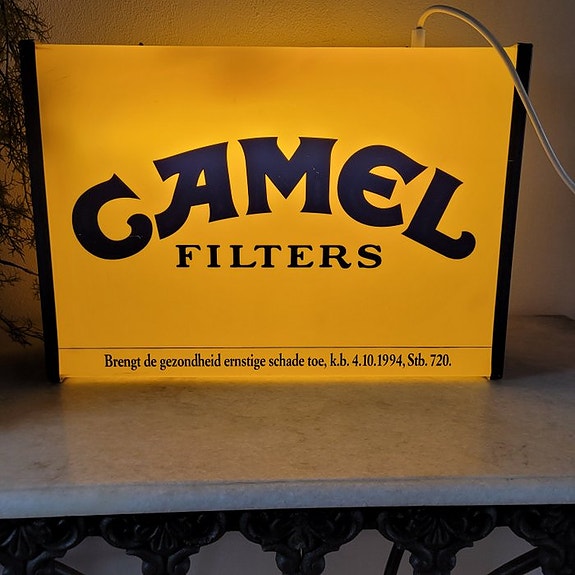 CAMEL
FILTERS
Brengt de gezondheid ernstige schade toe, k.b. 4.10.1994, Stb. 720.